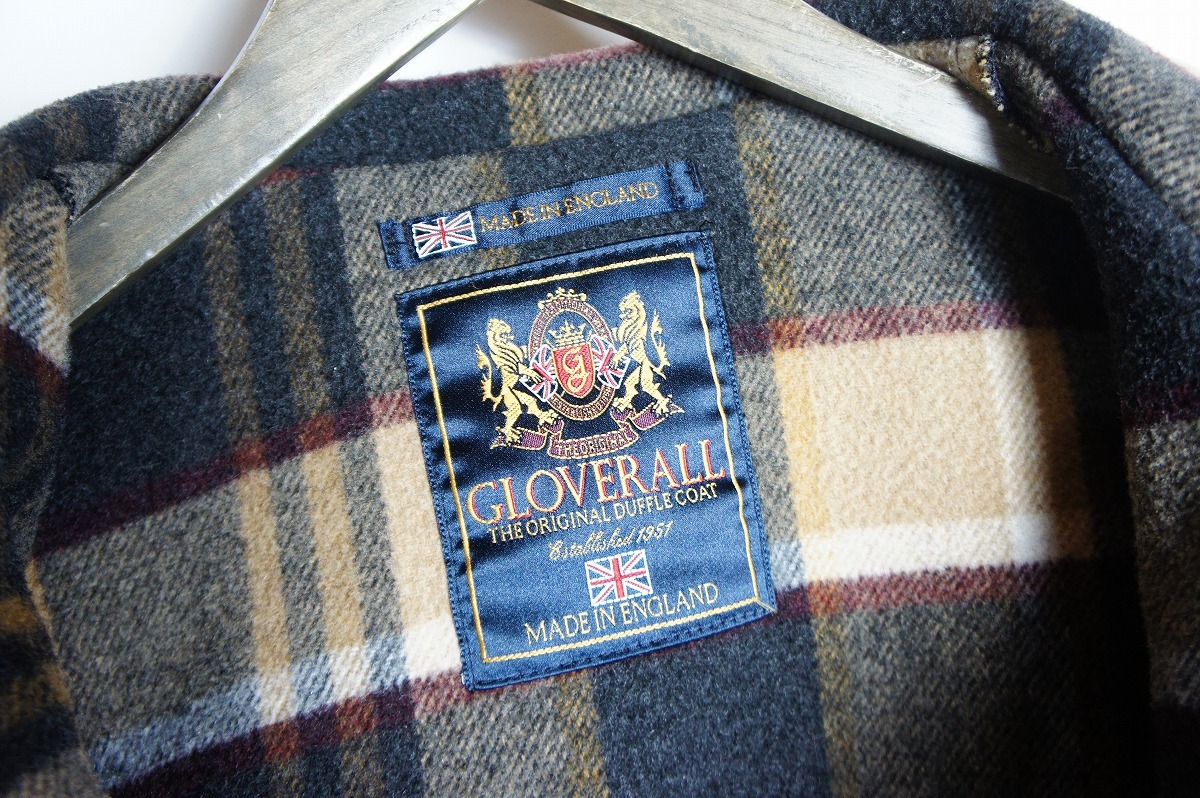 MADE IN ENGLAND
g
THE ORIGINAL
GLOVERALL
THE ORIGINAL DUFFLE COAT
Established 1951
MADE IN ENGLAND